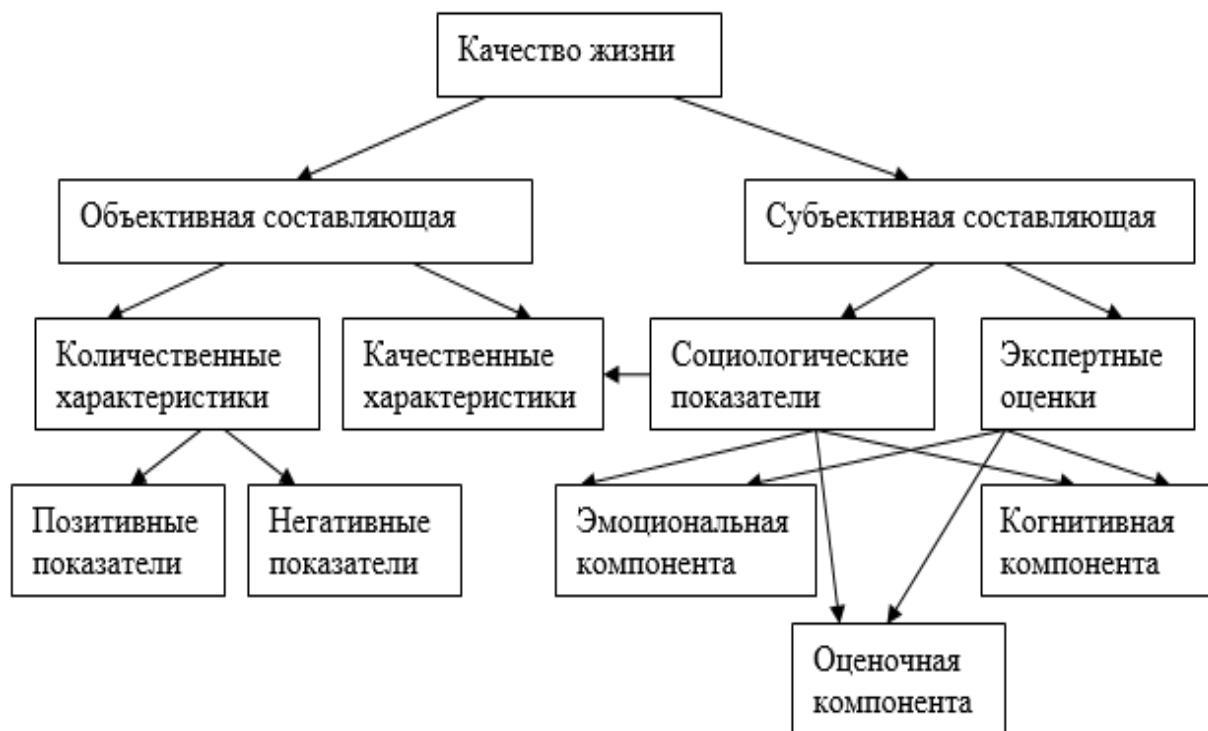 Качество жизни
Объективная составляющая
Субъективная составляющая
Количественные
характеристики
Качественные
характеристики
Социологические
показатели
Экспертные
оценки
Позитивные
показатели
Негативные
показатели
Эмоциональная
компонента
Когнитивная
компонента
Оценочная
компонента